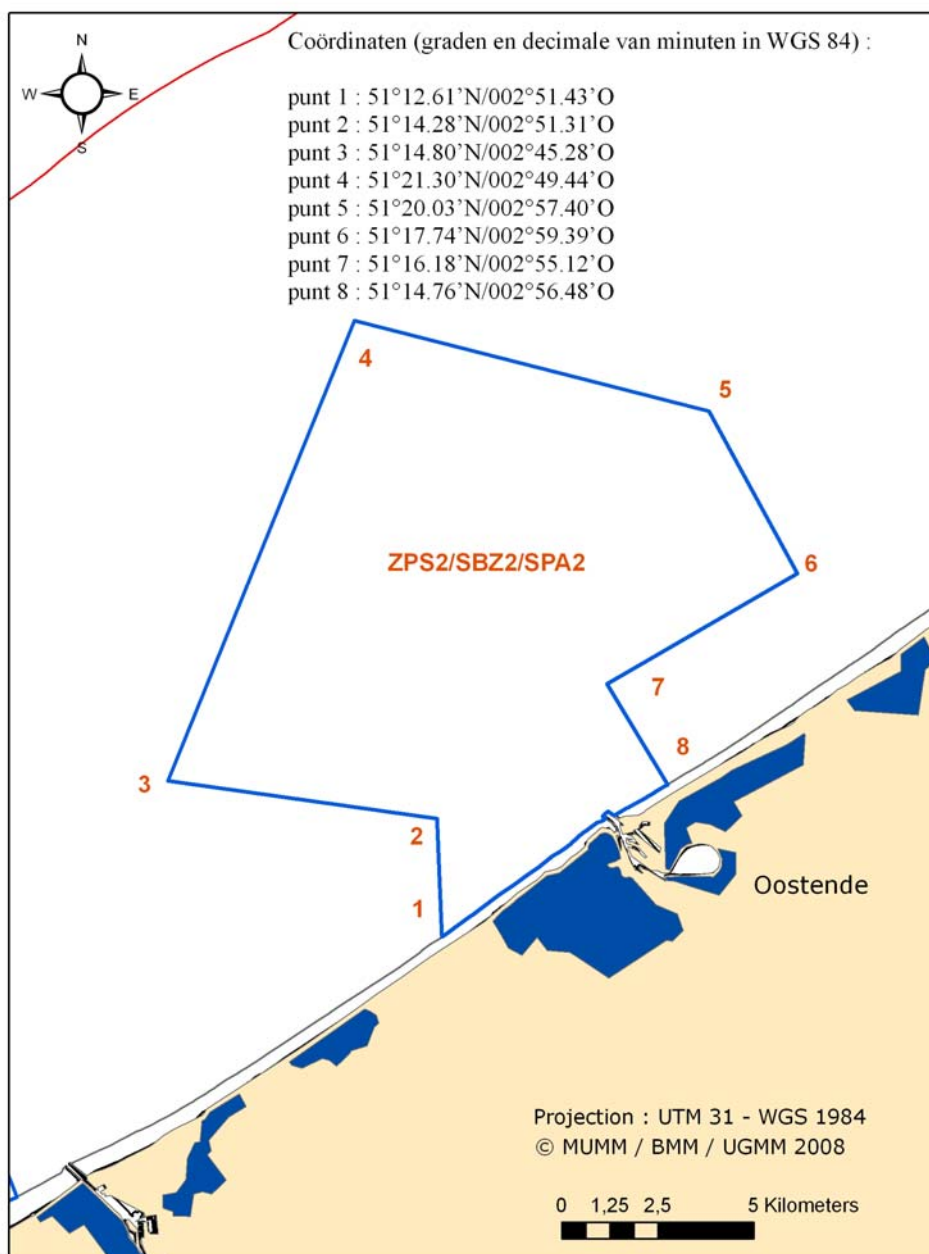 N
W E
S
Coördinaten (graden en decimale van minuten in WGS 84) :
punt 1 : 51°12.61’N/002°51.43’O
punt 2 : 51°14.28’N/002°51.31’O
punt 3 : 51°14.80’N/002°45.28’O
punt 4 : 51°21.30’N/002°49.44’O
punt 5 : 51°20.03’N/002°57.40’O
punt 6 : 51°17.74’N/002°59.39’O
punt 7 : 51°16.18’N/002°55.12’O
punt 8 : 51°14.76’N/002°56.48’O
4
5
ZPS2/SBZ2/SPA2
6
7
8
3
2
1
Oostende
Projection : UTM 31 - WGS 1984
© MUMM / BMM / UGMM 2008
0 1,25 2,5 5 Kilometers